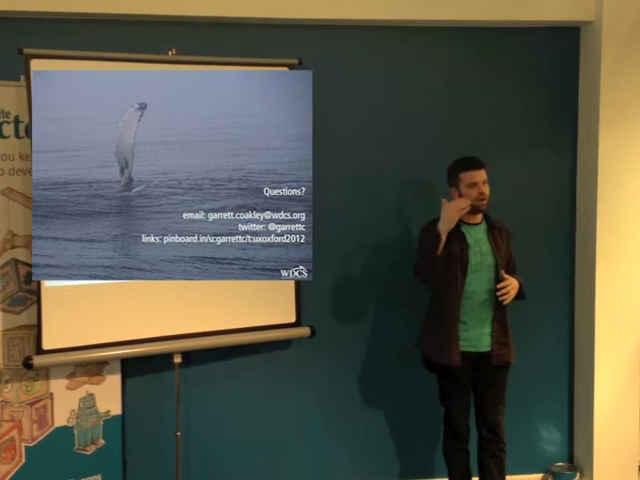 Questions?
email: garrett.coakley@wdcs.org
twitter: @garrettc
links: pinboard.in/u:garrettc/t:uxoxford2012
WDCS